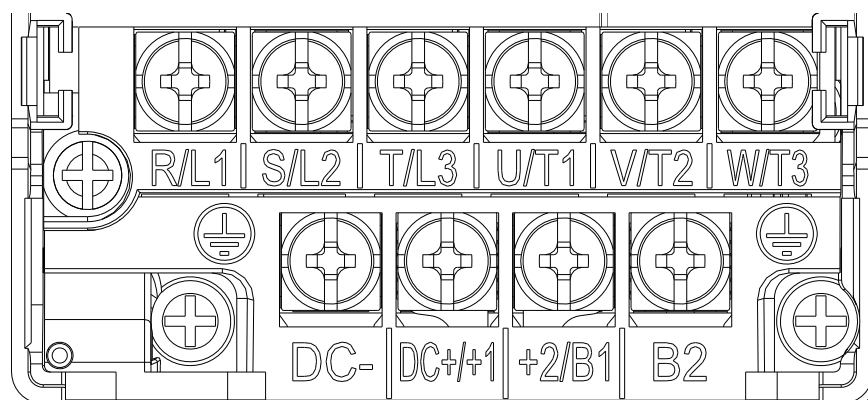 R/L1 S/L2 T/L3 U/T1 V/T2 W/T3
DC- DC+/+1 +2/B1 B2